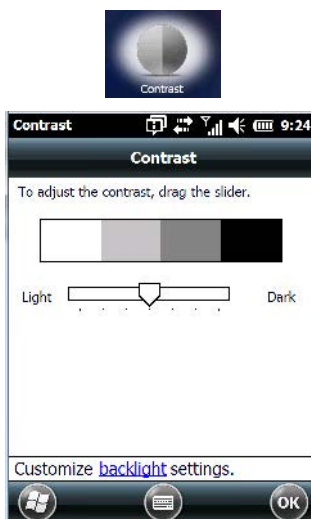 Contrast
Contrast 9:24
Contrast
To adjust the contrast, drag the slider.
Light Dark
Customize backlight settings.
OK